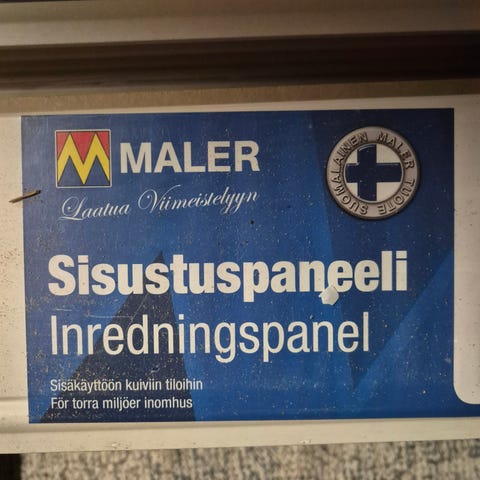 MALER
Laatua Viimeistelyyn
SUOMALAINEN MALER TUOTE
Sisustuspaneeli
Inredningspanel
Sisäkäyttöön kuiviin tiloihin
För torra miljöer inomhus